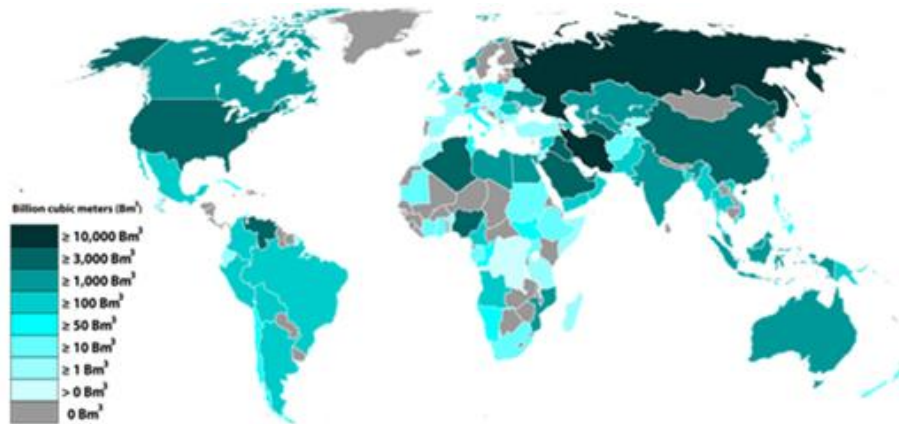 Billion cubic meters (Bm³)
≥ 10,000 Bm³
≥ 3,000 Bm³
≥ 1,000 Bm³
≥ 100 Bm³
≥ 50 Bm³
≥ 10 Bm³
≥ 1 Bm³
> 0 Bm³
0 Bm³